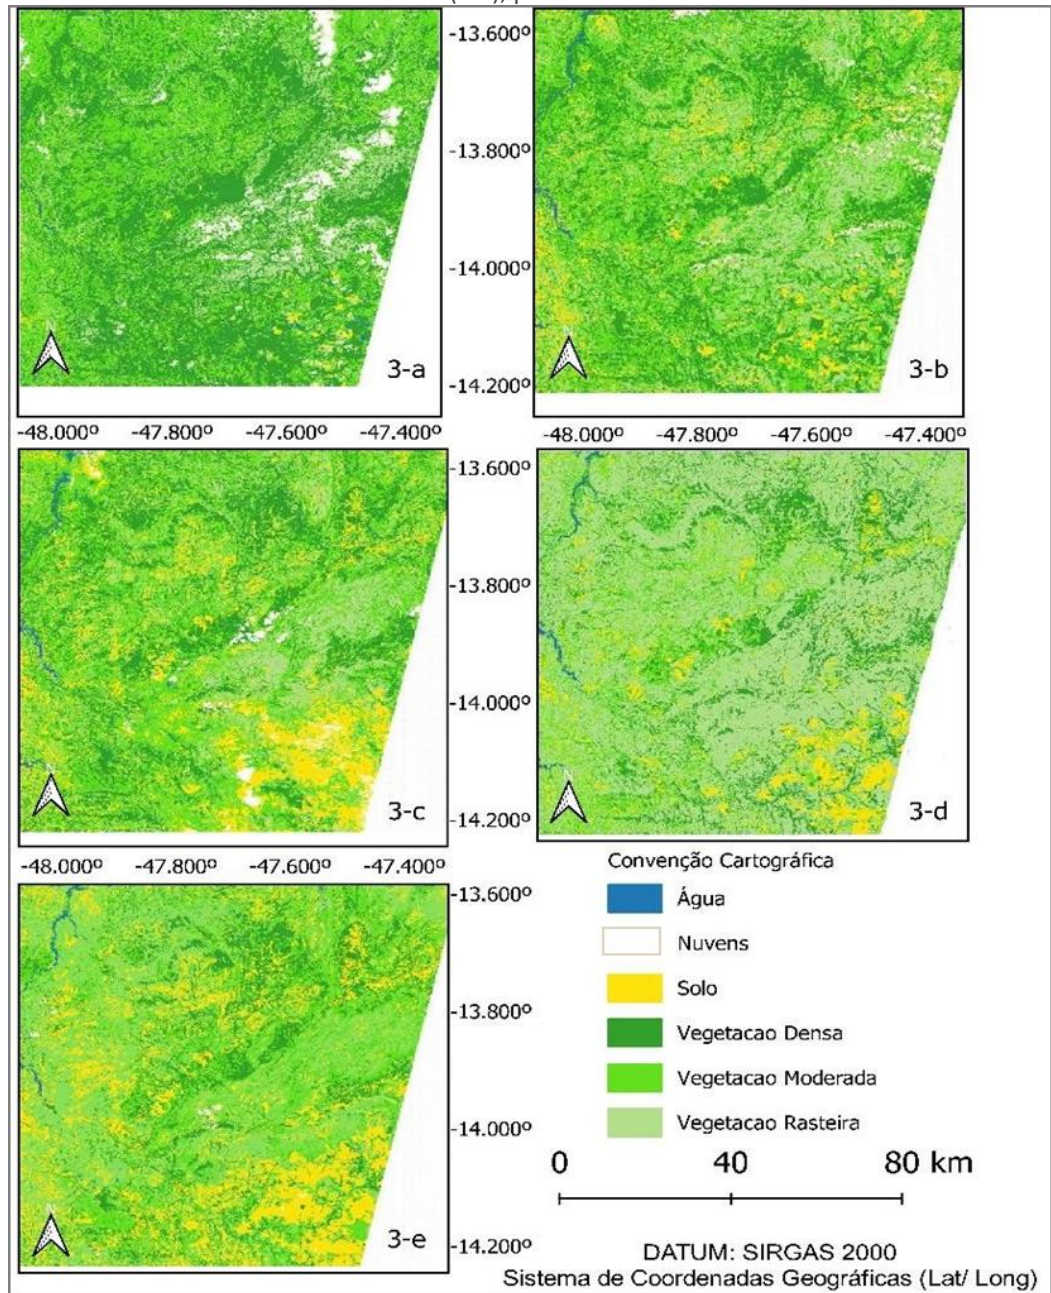 -13.600º
-13.800º
-14.000º
-14.200º
3-a
3-b
-48.000º -47.800º -47.600º -47.400º
-48.000º -47.800º -47.600º -47.400º
-13.600º
-13.800º
-14.000º
-14.200º
3-c
3-d
-48.000º -47.800º -47.600º -47.400º
-13.600º
-13.800º
-14.000º
-14.200º
3-e
Convenção Cartográfica
Água
Nuvens
Solo
Vegetacao Densa
Vegetacao Moderada
Vegetacao Rasteira
0 40 80 km
DATUM: SIRGAS 2000
Sistema de Coordenadas Geográficas (Lat/ Long)